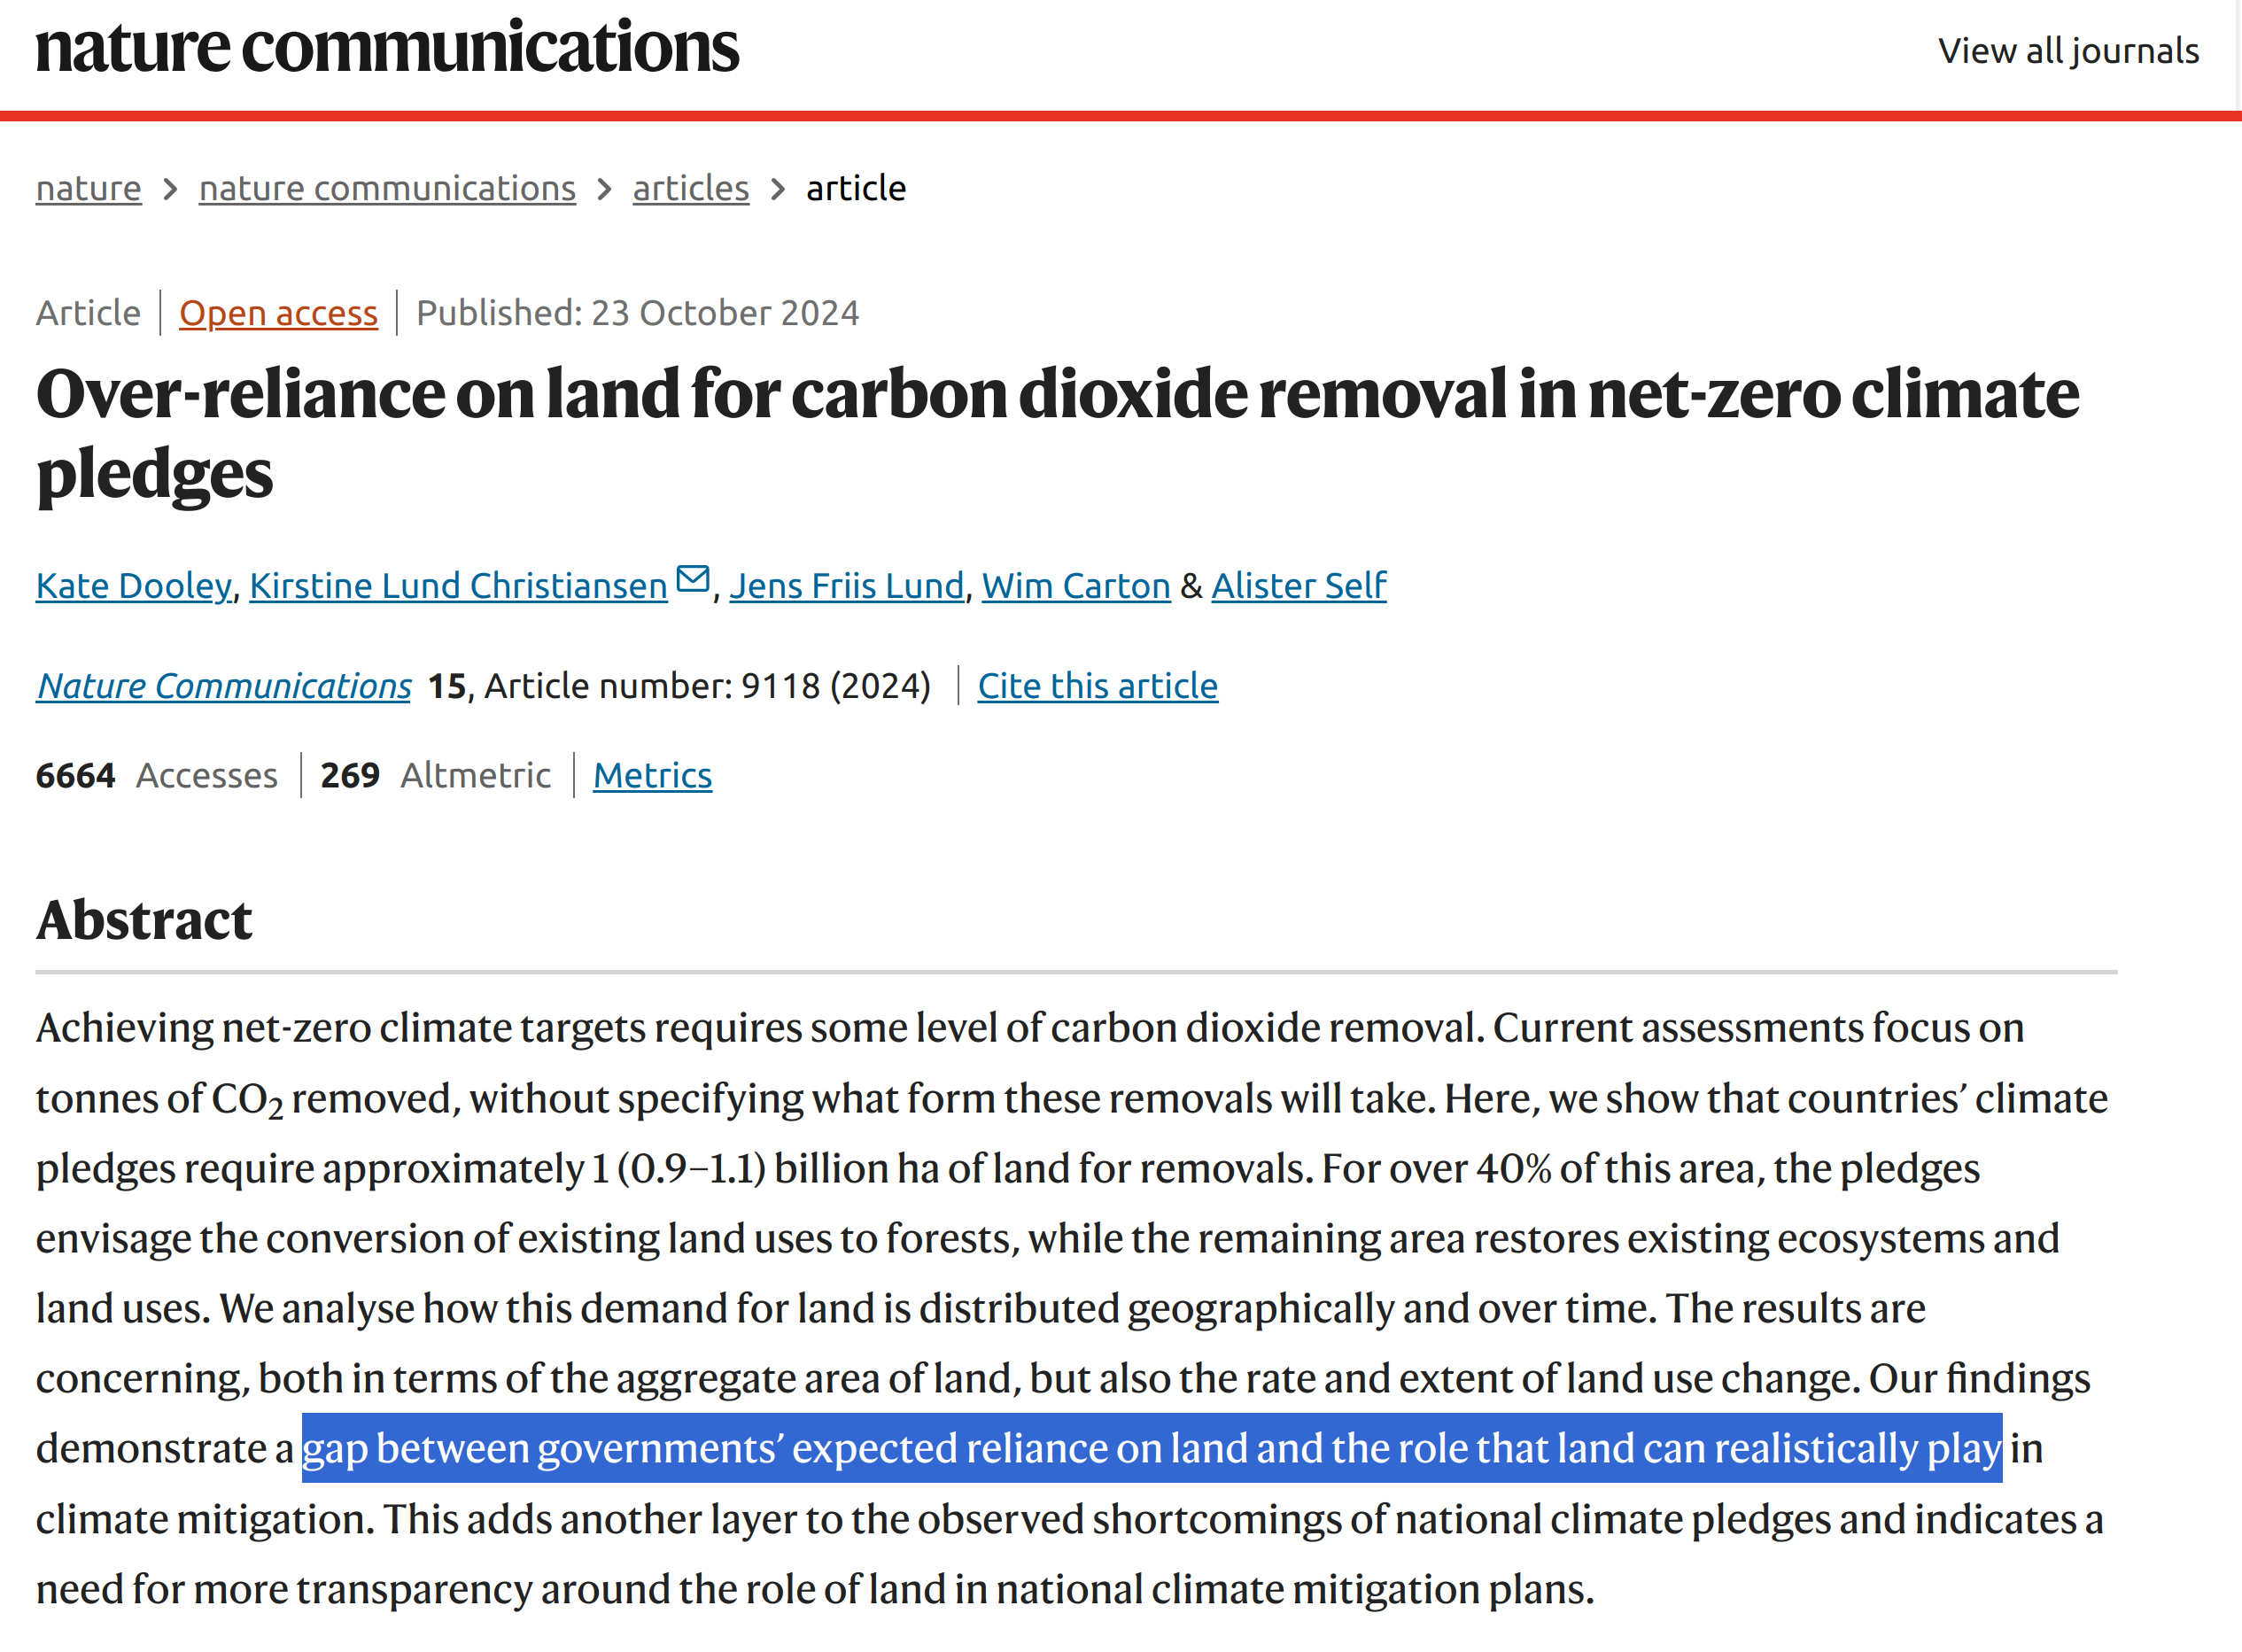 nature communications
View all journals
nature > nature communications > articles > article
Article | Open access | Published: 23 October 2024
Over-reliance on land for carbon dioxide removal in net-zero climate
pledges
Kate Dooley, Kirstine Lund Christiansen, Jens Friis Lund, Wim Carton & Alister Self
Nature Communications 15, Article number: 9118 (2024) | Cite this article
6664 Accesses | 269 Altmetric | Metrics
Abstract
Achieving net-zero climate targets requires some level of carbon dioxide removal. Current assessments focus on
tonnes of CO₂ removed, without specifying what form these removals will take. Here, we show that countries’ climate
pledges require approximately 1 (0.9–1.1) billion ha of land for removals. For over 40% of this area, the pledges
envisage the conversion of existing land uses to forests, while the remaining area restores existing ecosystems and
land uses. We analyse how this demand for land is distributed geographically and over time. The results are
concerning, both in terms of the aggregate area of land, but also the rate and extent of land use change. Our findings
demonstrate a gap between governments’ expected reliance on land and the role that land can realistically play in
climate mitigation. This adds another layer to the observed shortcomings of national climate pledges and indicates a
need for more transparency around the role of land in national climate mitigation plans.